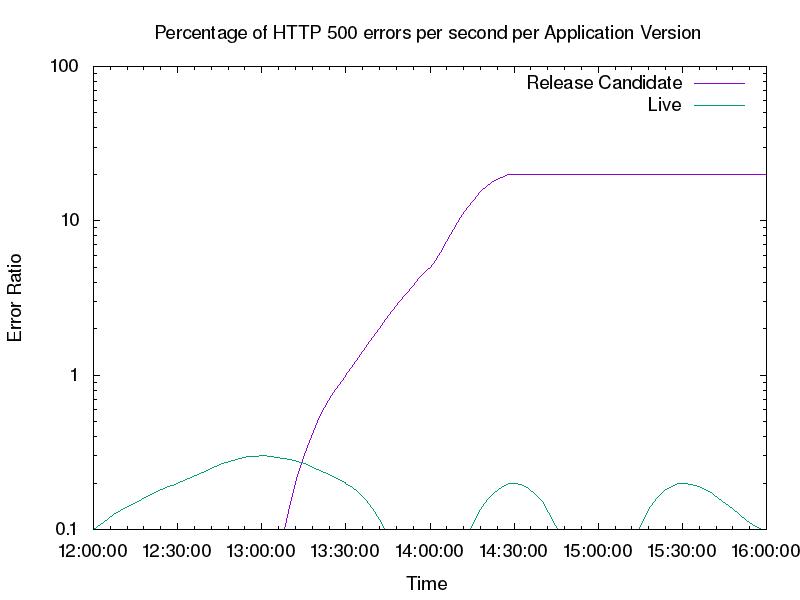 Percentage of HTTP 500 errors per second per Application Version
100
Release Candidate
Live
10
Error Ratio
1
0.1
12:00:00 12:30:00 13:00:00 13:30:00 14:00:00 14:30:00 15:00:00 15:30:00 16:00:00
Time